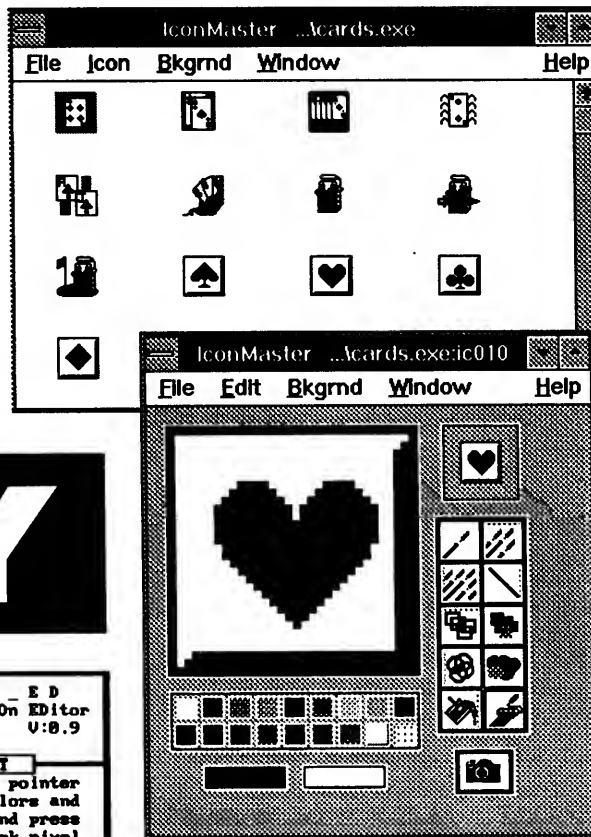 IconMaster ...\cards.exe
File Icon Bkgrnd Window Help
IconMaster ...\cards.exe:ic010
File Edit Bkgrnd Window Help
Y
_ E D
On EDitor
V:0.9
T
pointer
lors and
nd press
pixel